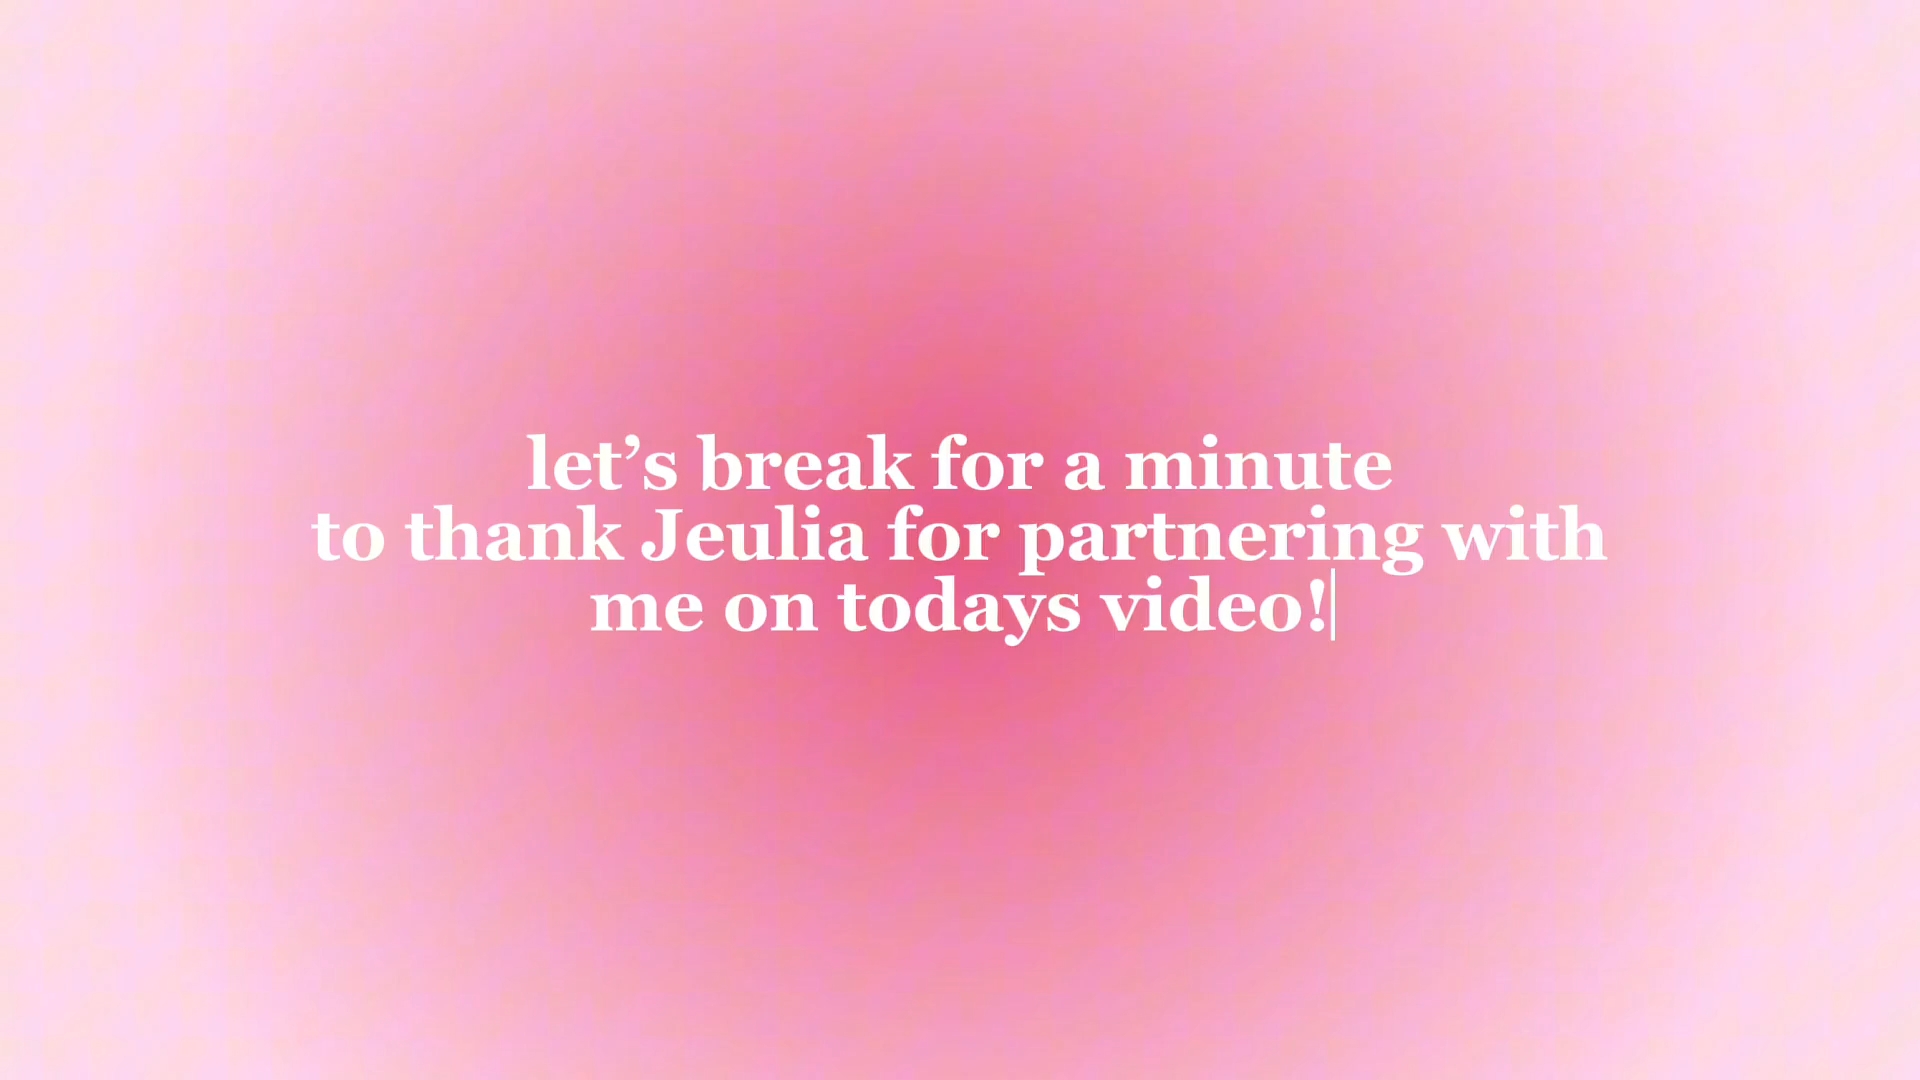 let’s break for a minute
to thank Jeulia for partnering with
me on todays video!